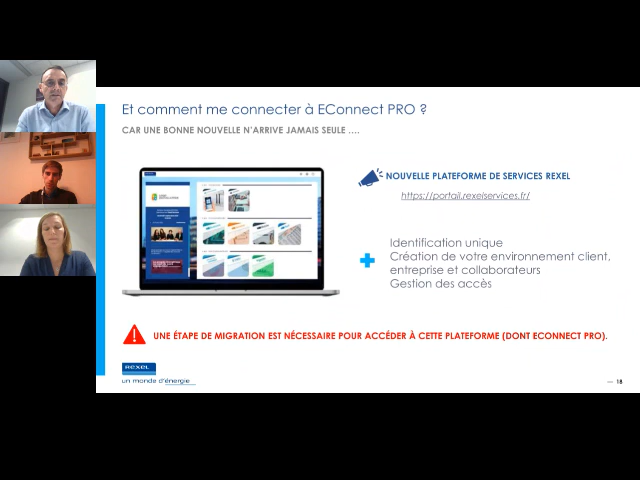 Et comment me connecter à EConnect PRO ?
CAR UNE BONNE NOUVELLE N'ARRIVE JAMAIS SEULE ....
NOUVELLE PLATEFORME DE SERVICES REXEL
https://portail.rexelservices.fr/
Identification unique
Création de votre environnement client,
entreprise et collaborateurs
Gestion des accès
UNE ÉTAPE DE MIGRATION EST NÉCESSAIRE POUR ACCÉDER À CETTE PLATEFORME (DONT ECONNECT PRO).
REXEL
un monde d'énergie
— 18